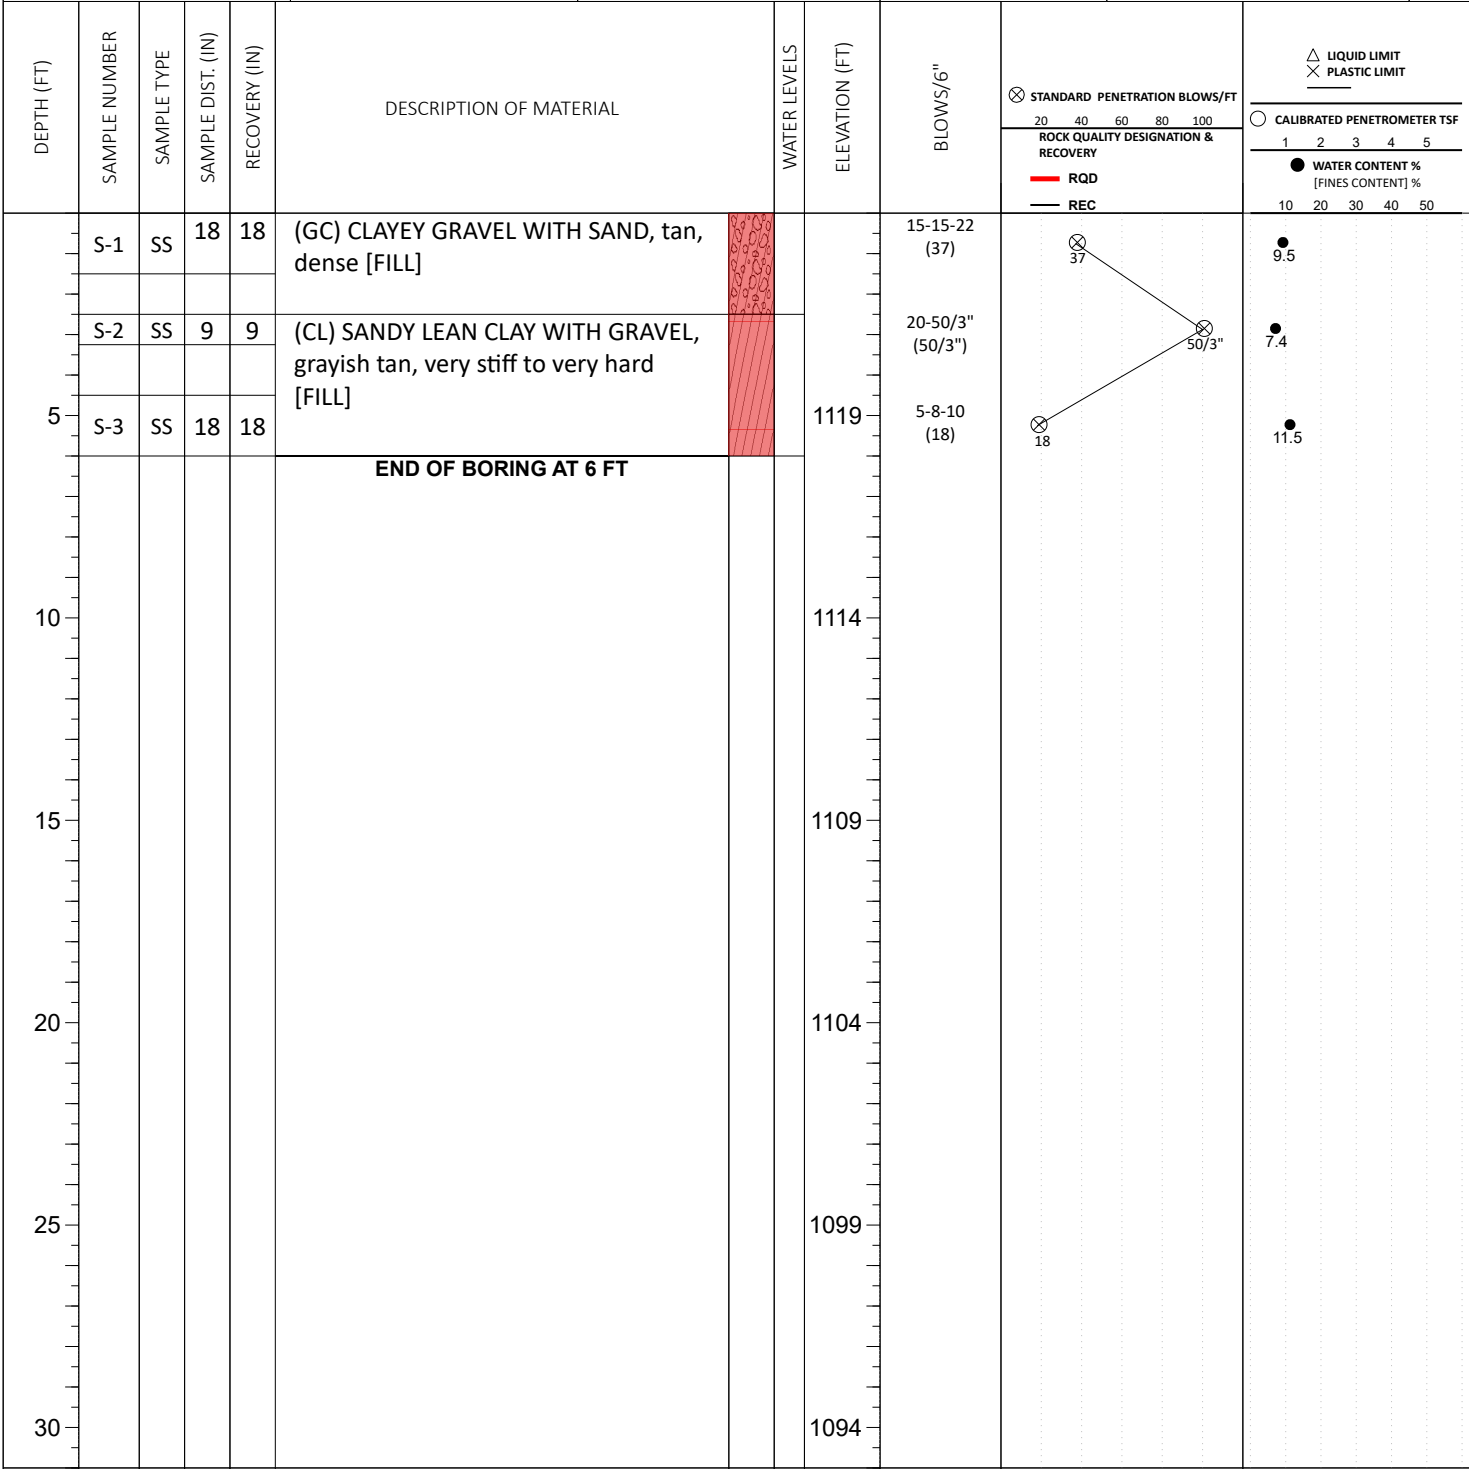 DEPTH (FT)
SAMPLE NUMBER
SAMPLE TYPE
SAMPLE DIST. (IN)
RECOVERY (IN)
DESCRIPTION OF MATERIAL
WATER LEVELS
ELEVATION (FT)
BLOWS/6"
STANDARD PENETRATION BLOWS/FT
20 40 60 80 100
ROCK QUALITY DESIGNATION &
RECOVERY
RQD
REC
LIQUID LIMIT
PLASTIC LIMIT
CALIBRATED PENETROMETER TSF
1 2 3 4 5
WATER CONTENT %
[FINES CONTENT] %
10 20 30 40 50
S-1 SS 18 18
(GC) CLAYEY GRAVEL WITH SAND, tan,
dense [FILL]
15-15-22
(37)
37
9.5
S-2 SS 9 9
(CL) SANDY LEAN CLAY WITH GRAVEL,
grayish tan, very stiff to very hard
[FILL]
20-50/3"
(50/3")
50/3"
7.4
5
S-3 SS 18 18
1119
5-8-10
(18)
18
11.5
END OF BORING AT 6 FT
10 1114
15 1109
20 1104
25 1099
30 1094